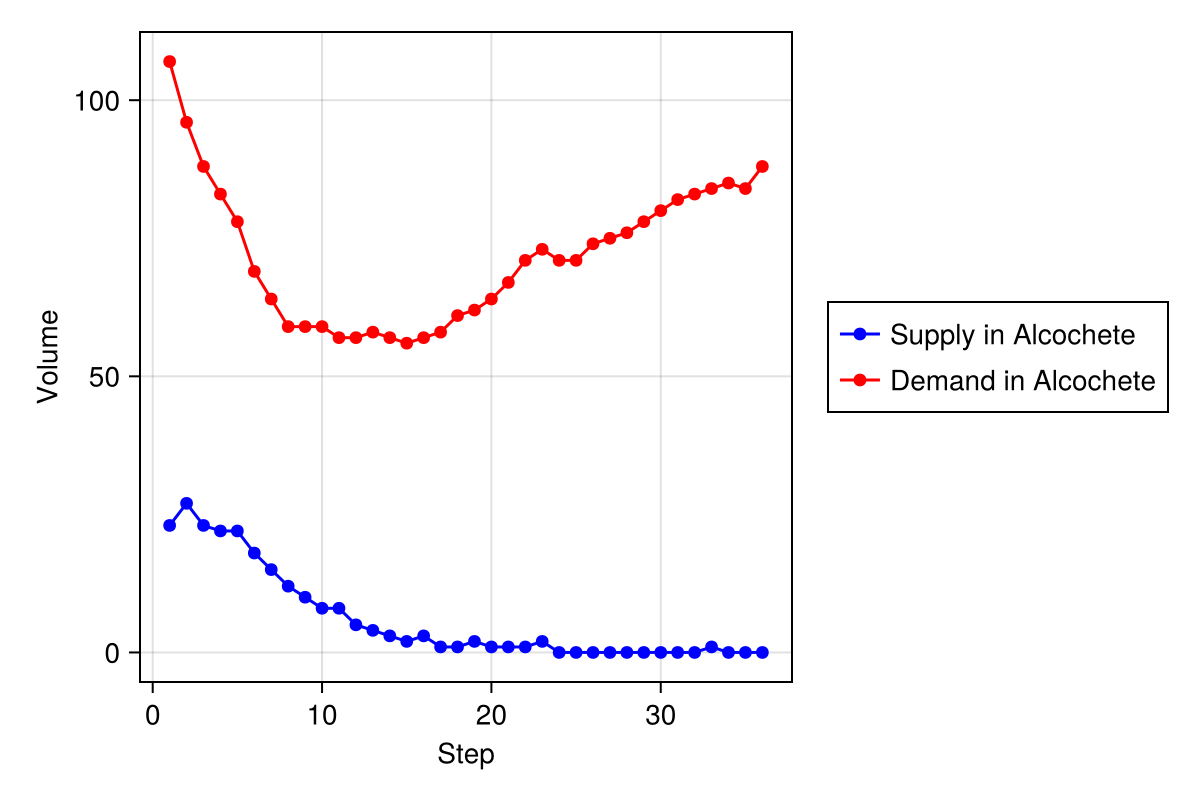 100
50
0
Volume
0 10 20 30
Step
Supply in Alcochete
Demand in Alcochete